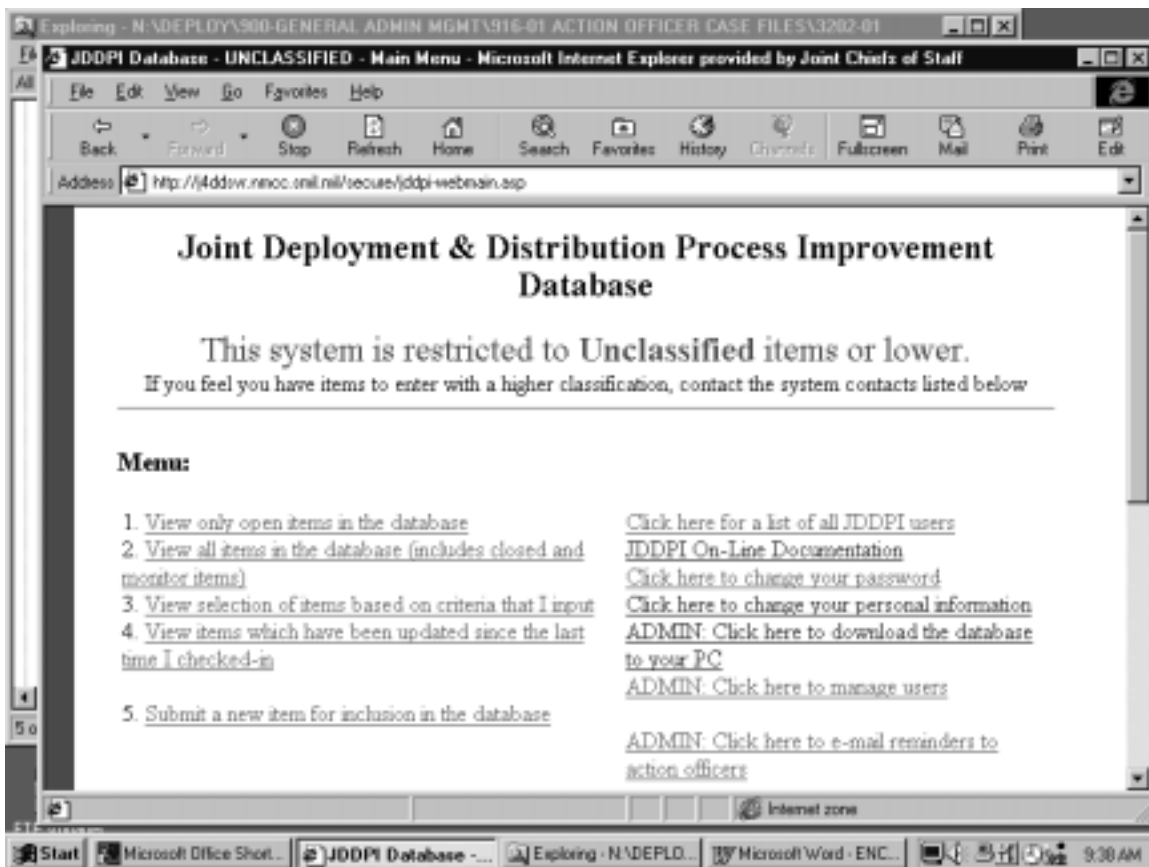 Exploring - N:\DEPLOY\900-GENERAL ADMIN MGMT\916-01 ACTION OFFICER CASE FILES\3202-01
JDDPI Database - UNCLASSIFIED - Main Menu - Microsoft Internet Explorer provided by Joint Chiefs of Staff
All
File Edit View Go Favorites Help
Back Forward Stop Refresh Home Search Favorites History Channels Fullscreen Mail Print Edit
Address http://j4ddsvr.nmcc.smil.mil/secure/jddpi-webmain.asp
Joint Deployment & Distribution Process Improvement
Database
This system is restricted to Unclassified items or lower.
If you feel you have items to enter with a higher classification, contact the system contacts listed below
Menu:
1. View only open items in the database
2. View all items in the database (includes closed and
monitor items)
3. View selection of items based on criteria that I input
4. View items which have been updated since the last
time I checked-in
5. Submit a new item for inclusion in the database
Click here for a list of all JDDPI users
JDDPI On-Line Documentation
Click here to change your password
Click here to change your personal information
ADMIN: Click here to download the database
to your PC
ADMIN: Click here to manage users
ADMIN: Click here to e-mail reminders to
action officers
5 o
Internet zone
Start Microsoft Office Short... JDDPI Database -... Exploring - N:\DEPLO... Microsoft Word - ENC... 9:38 AM